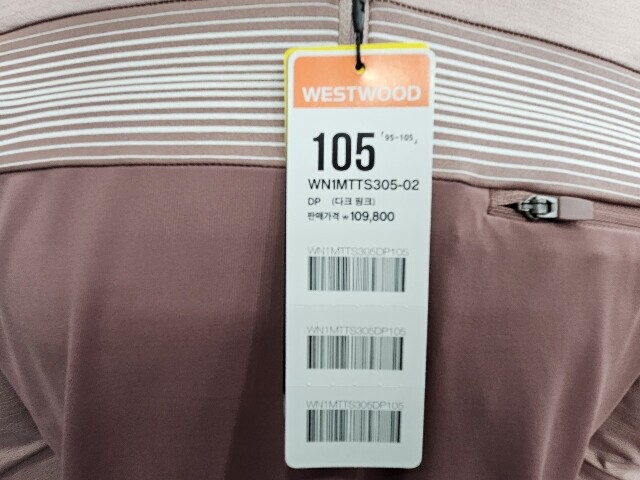 WESTWOOD
105 「95-105」
WN1MTTS305-02
DP (다크 핑크)
판매가격 ₩109,800
WN1MTTS305DP105
WN1MTTS305DP105
WN1MTTS305DP105